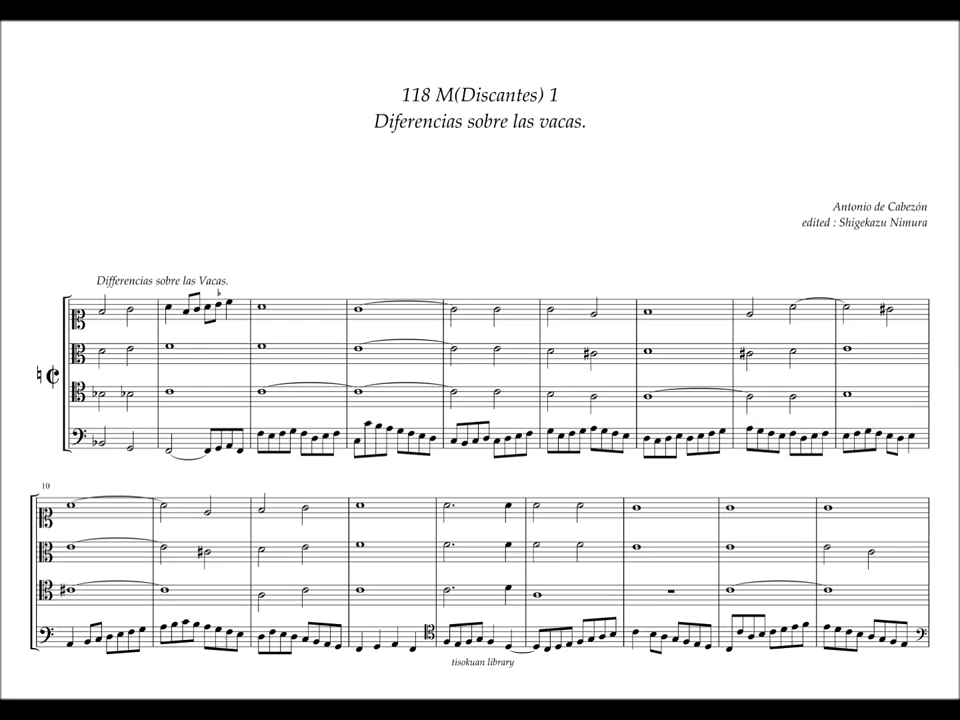 118 M(Discantes) 1
Diferencias sobre las vacas.
Antonio de Cabezón
edited : Shigekazu Nimura
Differencias sobre las Vacas.
10
tisokuan library